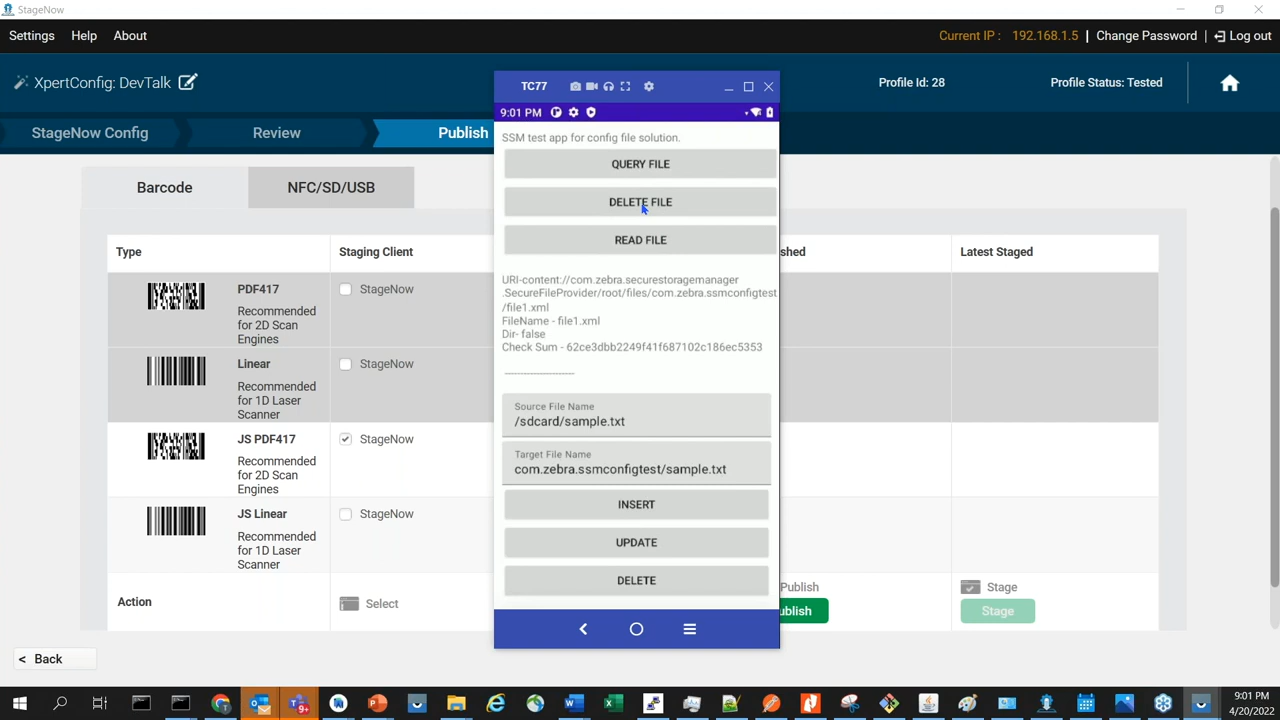 StageNow
Settings Help About
Current IP : 192.168.1.5 | Change Password | Log out
XpertConfig: DevTalk
Profile Id: 28
Profile Status: Tested
StageNow Config
Review
Publish
Barcode
NFC/SD/USB
Type
Staging Client
shed
Latest Staged
PDF417
Recommended
for 2D Scan
Engines
StageNow
Linear
Recommended
for 1D Laser
Scanner
StageNow
JS PDF417
Recommended
for 2D Scan
Engines
StageNow
JS Linear
Recommended
for 1D Laser
Scanner
StageNow
Action
Select
Publish
ublish
Stage
Stage
< Back
TC77
9:01 PM
SSM test app for config file solution.
QUERY FILE
DELETE FILE
READ FILE
URI-content://com.zebra.securestoragemanager
.SecureFileProvider/root/files/com.zebra.ssmconfigtest
/file1.xml
FileName - file1.xml
Dir- false
Check Sum - 62ce3dbb2249f41f687102c186ec5353
----------------------
Source File Name
/sdcard/sample.txt
Target File Name
com.zebra.ssmconfigtest/sample.txt
INSERT
UPDATE
DELETE
9+
9:01 PM
4/20/2022